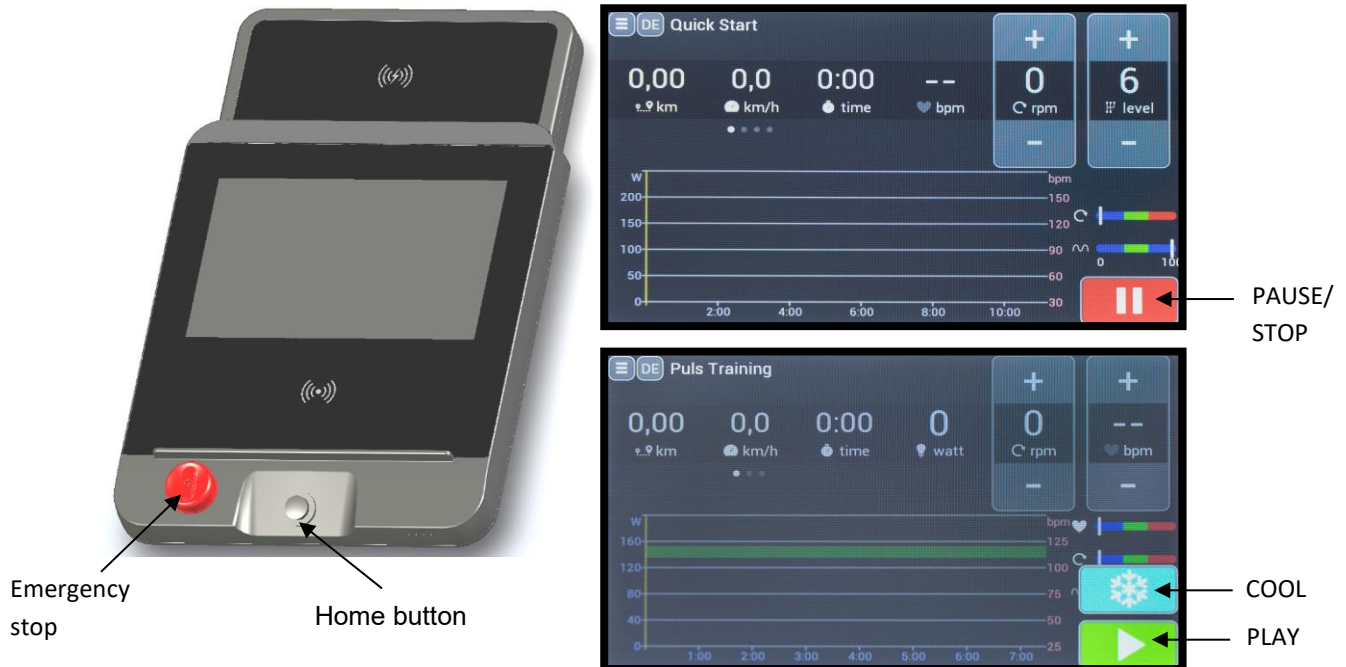 DE Quick Start
0,00 0,0 0:00 -- 0 6
km km/h time bpm rpm level
+ +
- -
W bpm
200 150
150 120
100 90
50 60
0 30
2:00 4:00 6:00 8:00 10:00
0 100
PAUSE/
STOP
DE Puls Training
+ +
0,00 0,0 0:00 0 0 --
km km/h time watt rpm bpm
- -
W bpm
160 125
120 100
80 75
40 50
0 25
1:00 2:00 3:00 4:00 5:00 6:00 7:00
COOL
PLAY
Emergency
stop
Home button